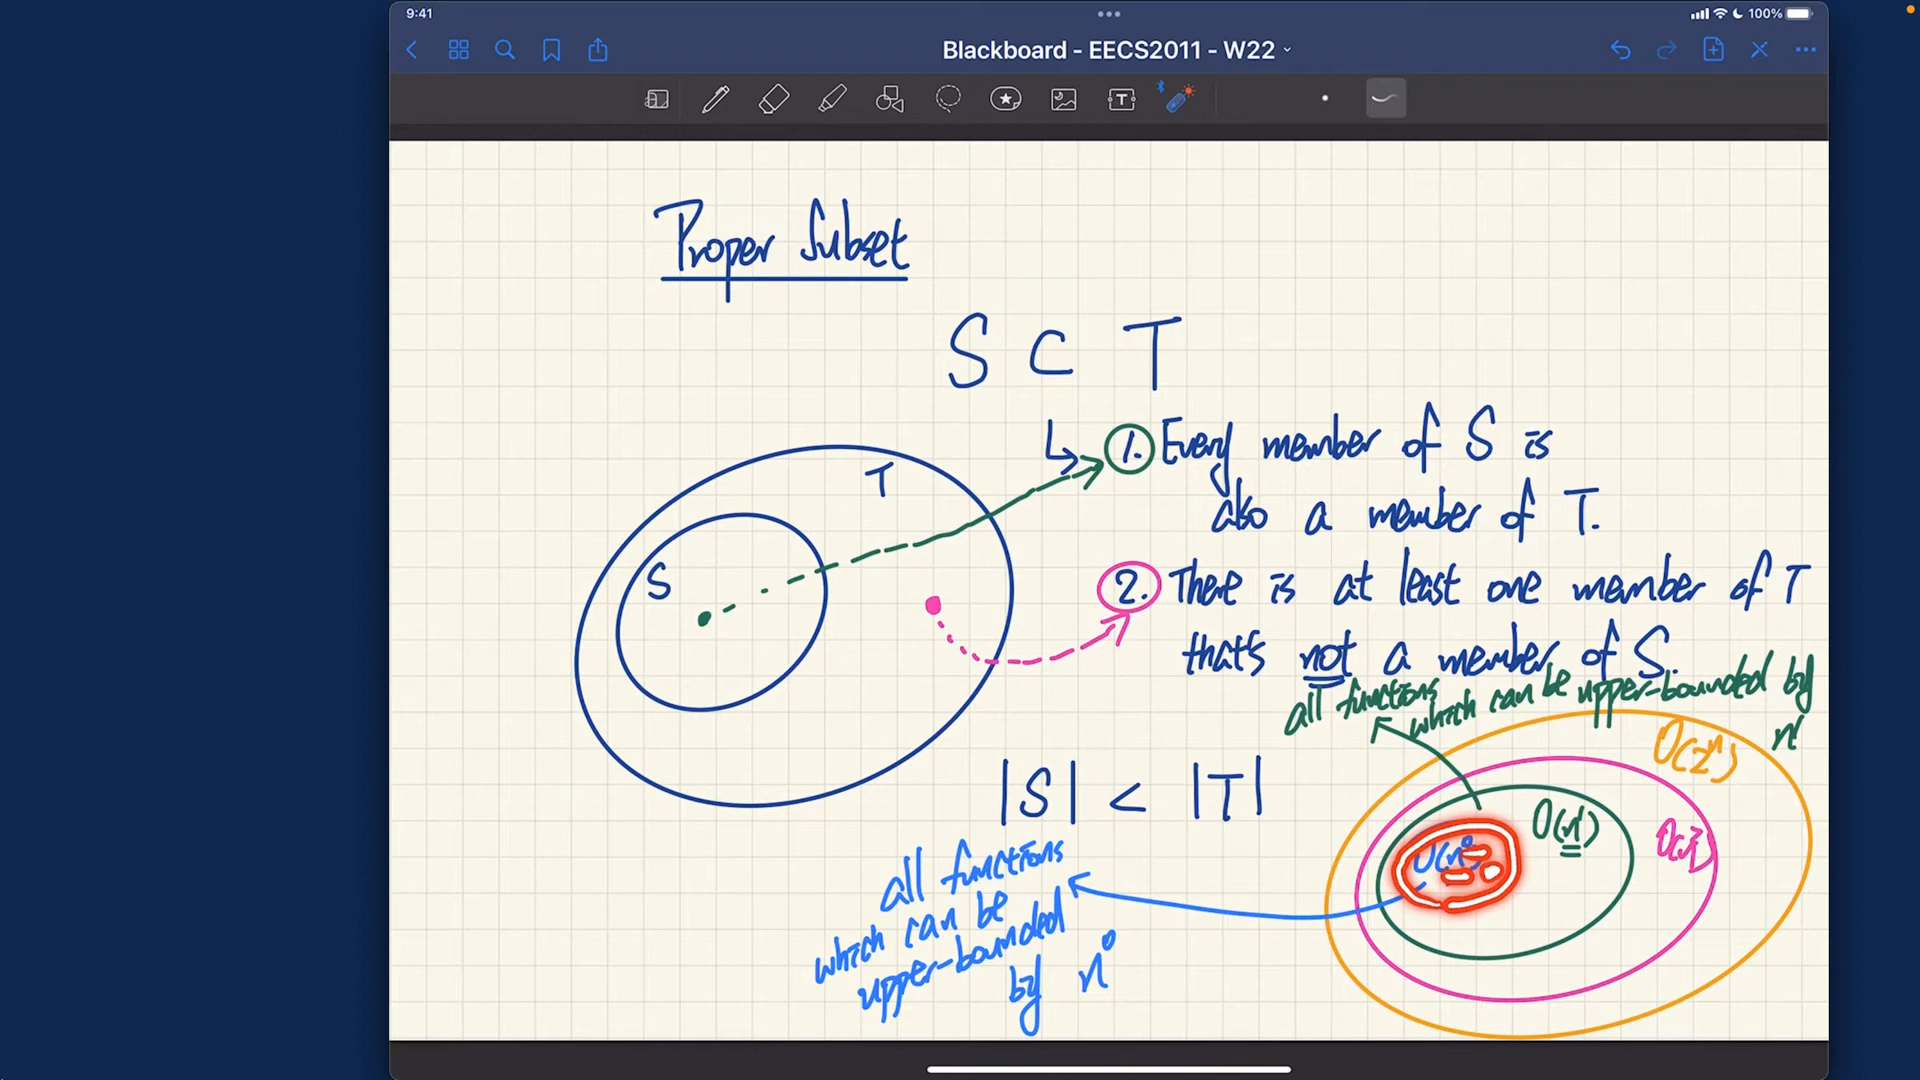 9:41
100%
Blackboard - EECS2011 - W22
Proper Subset
S ⊂ T
1. Every member of S is
also a member of T.
2. There is at least one member of T
that's not a member of S.
T
S
|S| < |T|
all functions
which can be upper-bounded by
n¹
O(2ⁿ)
O(n¹)
O(n²)
O(n⁰)
all functions
which can be
upper-bounded
by n⁰